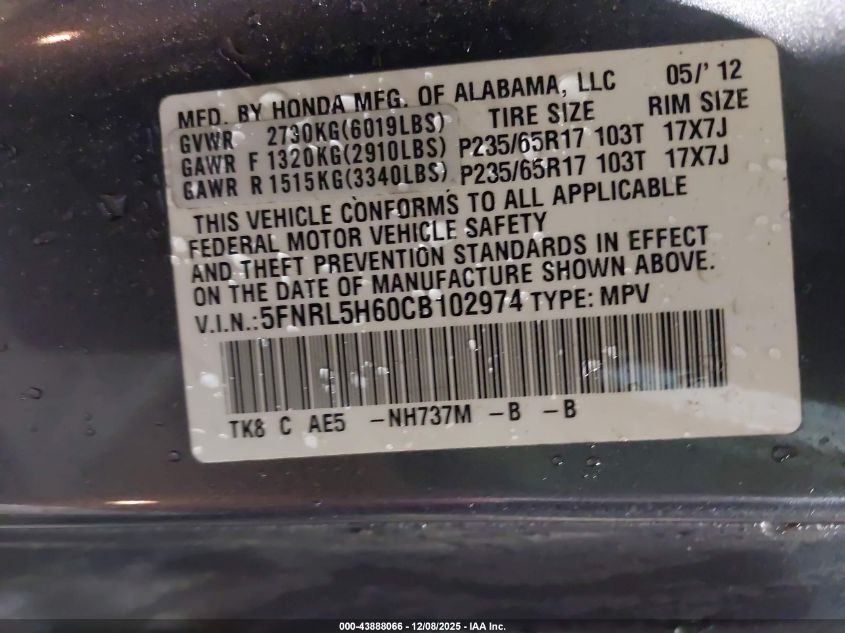 MFD. BY HONDA MFG. OF ALABAMA, LLC 05/' 12
GVWR 2730KG(6019LBS) TIRE SIZE RIM SIZE
GAWR F 1320KG(2910LBS) P235/65R17 103T 17X7J
GAWR R 1515KG(3340LBS) P235/65R17 103T 17X7J
THIS VEHICLE CONFORMS TO ALL APPLICABLE
FEDERAL MOTOR VEHICLE SAFETY
AND THEFT PREVENTION STANDARDS IN EFFECT
ON THE DATE OF MANUFACTURE SHOWN ABOVE.
V.I.N.:5FNRL5H60CB102974 TYPE: MPV
TK8 C AE5 -NH737M -B -B
000-43888066 - 12/08/2025 - IAA Inc.